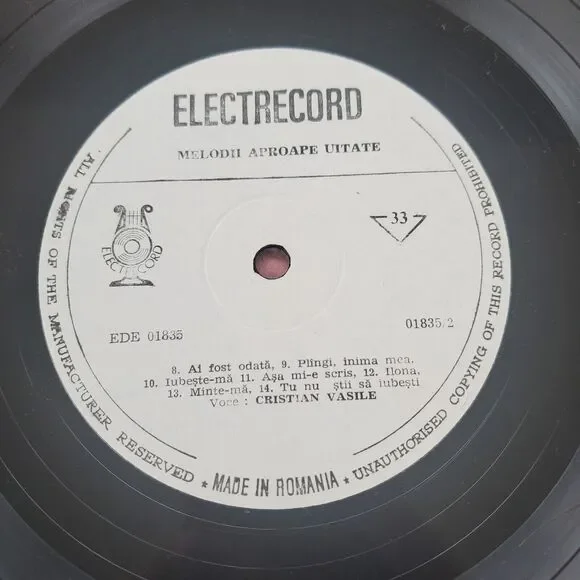 ELECTRECORD
MELODII APROAPE UITATE
33
ELECTRECORD
EDE 01835
01835/2
8. Ai fost odată, 9. Plîngi, inima mea.
10. Iubește-mă 11. Așa mi-e scris, 12. Ilona.
13. Minte-mă, 14. Tu nu știi să iubești
Voce : CRISTIAN VASILE
ALL RIGHTS OF THE MANUFACTURER RESERVED ★ MADE IN ROMANIA ★ UNAUTHORISED COPYING OF THIS RECORD PROHIBITED